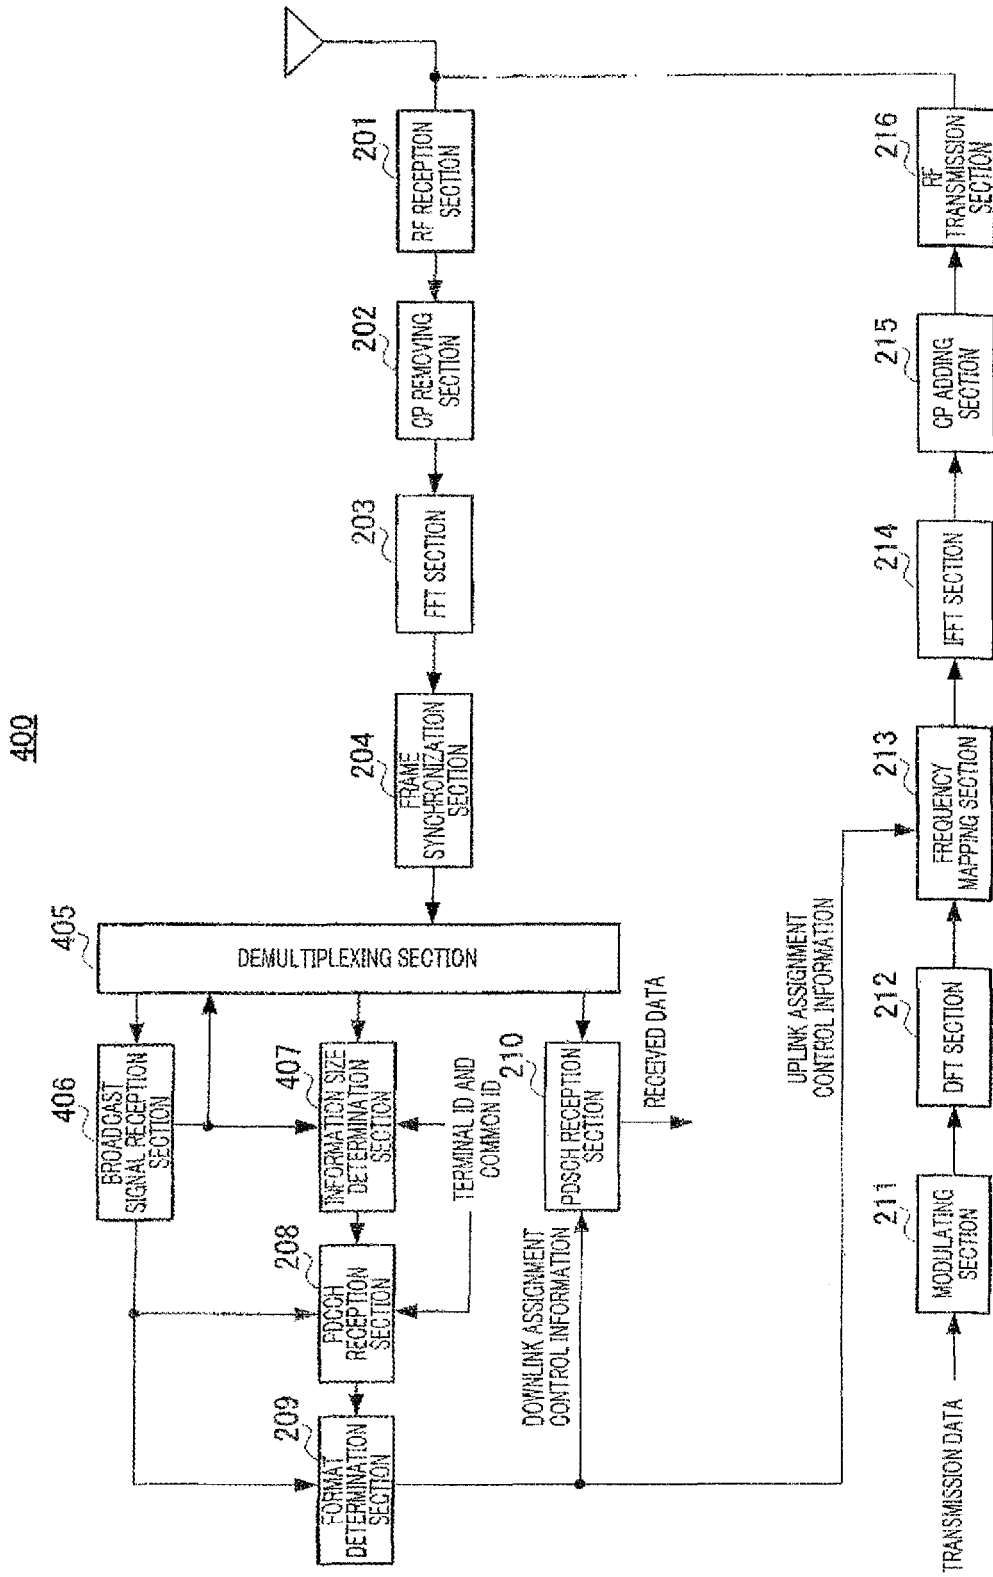 400
201
RF RECEPTION
SECTION
202
CP REMOVING
SECTION
203
FFT SECTION
204
FRAME
SYNCHRONIZATION
SECTION
405
DEMULTIPLEXING SECTION
406
BROADCAST
SIGNAL RECEPTION
SECTION
407
INFORMATION SIZE
DETERMINATION
SECTION
TERMINAL ID AND
COMMON ID
208
PDCCH
RECEPTION
SECTION
209
FORMAT
DETERMINATION
SECTION
210
PDSCH RECEPTION
SECTION
RECEIVED DATA
DOWNLINK ASSIGNMENT
CONTROL INFORMATION
UPLINK ASSIGNMENT
CONTROL INFORMATION
TRANSMISSION DATA
211
MODULATING
SECTION
212
DFT SECTION
213
FREQUENCY
MAPPING SECTION
214
IFFT SECTION
215
CP ADDING
SECTION
216
RF
TRANSMISSION
SECTION